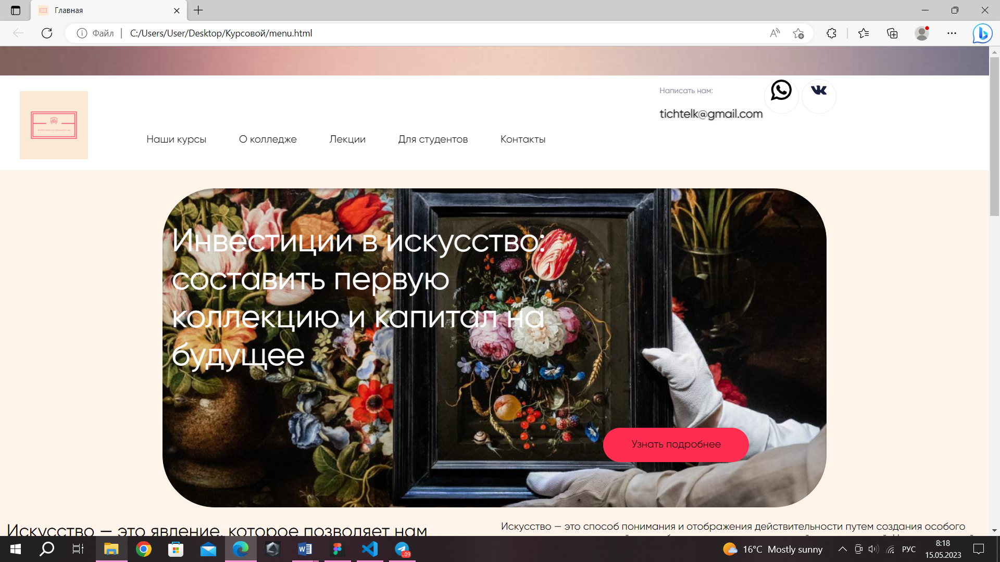 Главная
Файл
C:/Users/User/Desktop/Курсовой/menu.html
Написать нам:
tichtelk@gmail.com
Наши курсы
О колледже
Лекции
Для студентов
Контакты
Инвестиции в искусство:
составить первую
коллекцию и капитал на
будущее
Узнать подробнее
Искусство — это явление, которое позволяет нам
Искусство — это способ понимания и отображения действительности путем создания особого
16°C Mostly sunny
РУС
8:18
15.05.2023
..09